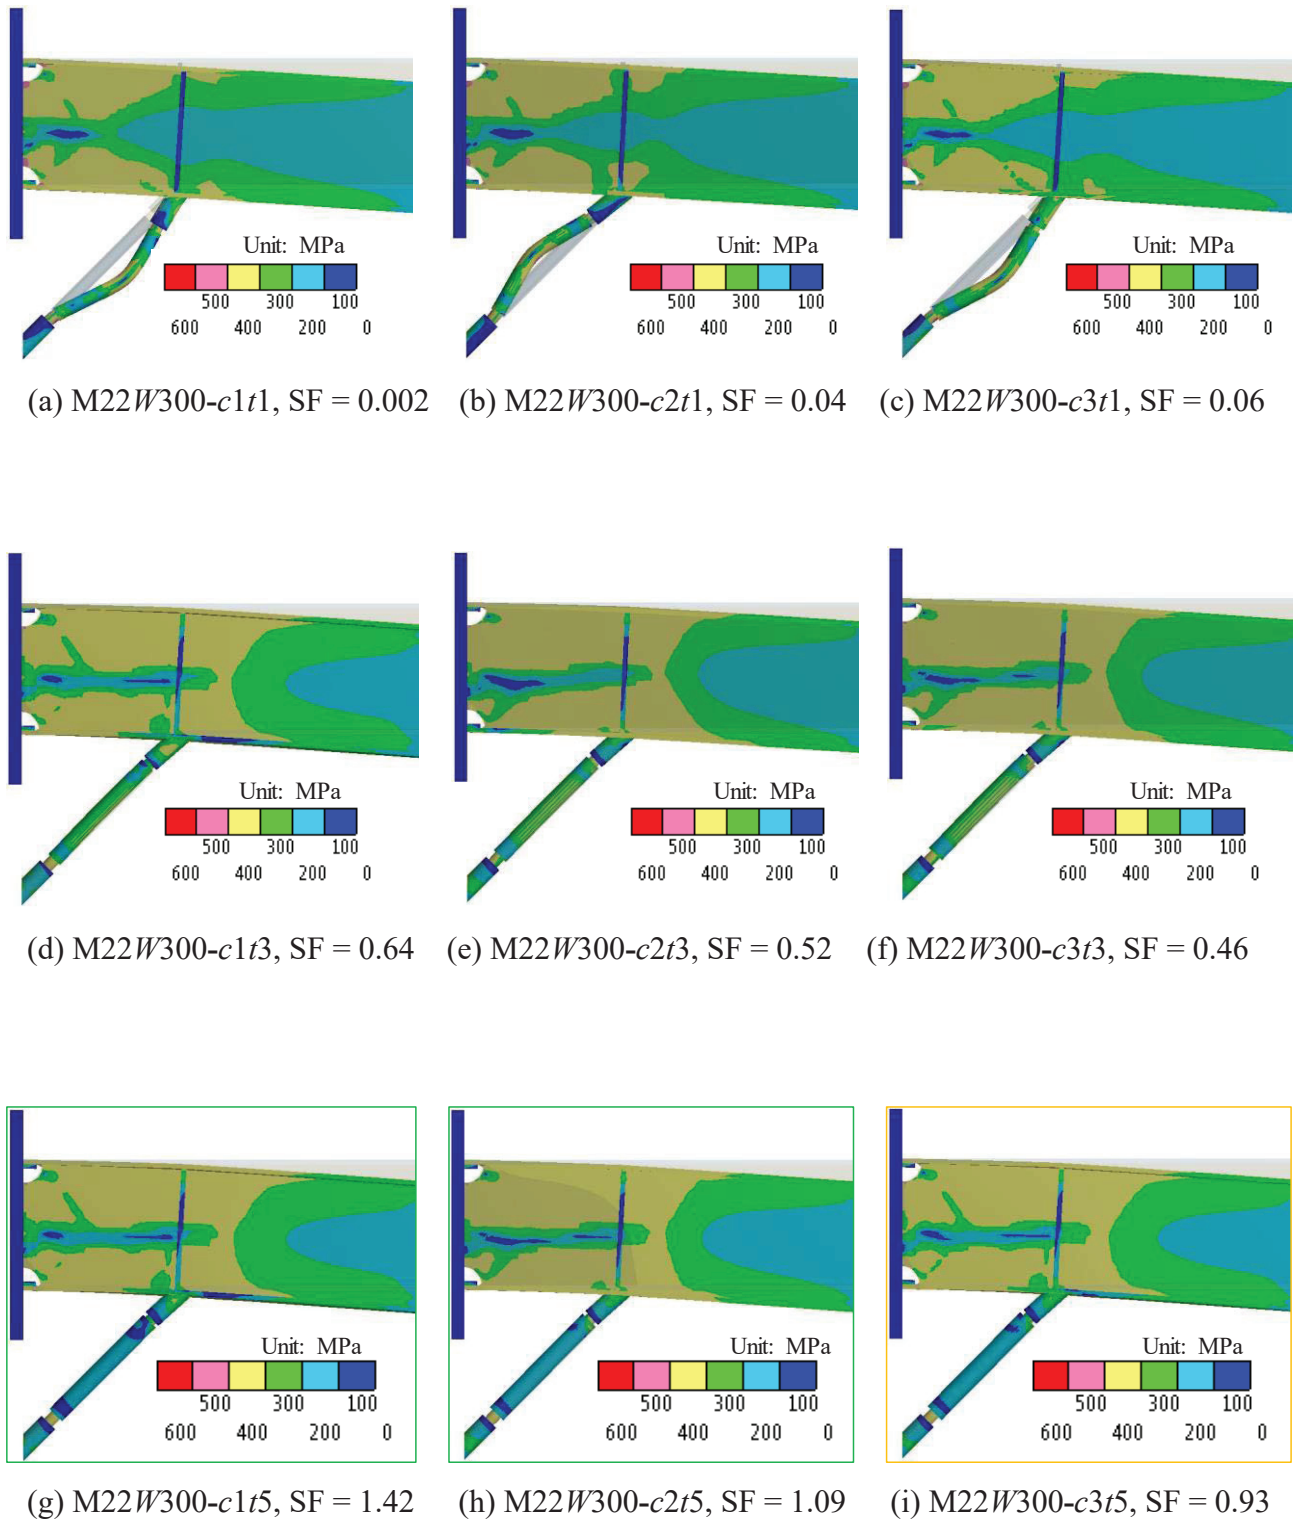 Unit: MPa
500 300 100
600 400 200 0
Unit: MPa
500 300 100
600 400 200 0
Unit: MPa
500 300 100
600 400 200 0
(a) M22W300-c1t1, SF = 0.002 (b) M22W300-c2t1, SF = 0.04 (c) M22W300-c3t1, SF = 0.06
Unit: MPa
500 300 100
600 400 200 0
Unit: MPa
500 300 100
600 400 200 0
Unit: MPa
500 300 100
600 400 200 0
(d) M22W300-c1t3, SF = 0.64 (e) M22W300-c2t3, SF = 0.52 (f) M22W300-c3t3, SF = 0.46
Unit: MPa
500 300 100
600 400 200 0
Unit: MPa
500 300 100
600 400 200 0
Unit: MPa
500 300 100
600 400 200 0
(g) M22W300-c1t5, SF = 1.42 (h) M22W300-c2t5, SF = 1.09 (i) M22W300-c3t5, SF = 0.93